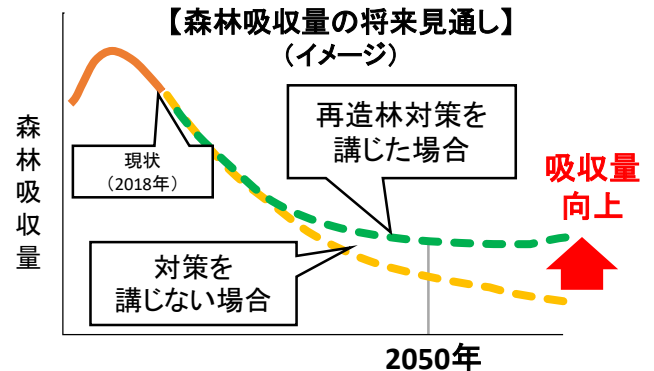 【森林吸収量の将来見通し】
（イメージ）
再造林対策を
講じた場合
現状
（2018年）
森林吸収量
吸収量
向上
対策を
講じない場合
2050年